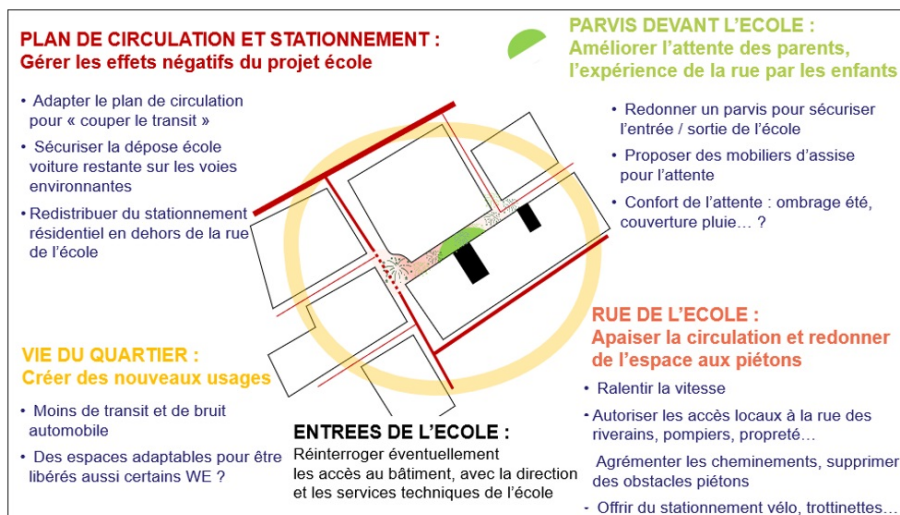 PLAN DE CIRCULATION ET STATIONNEMENT :
Gérer les effets négatifs du projet école
• Adapter le plan de circulation
pour « couper le transit »
• Sécuriser la dépose école
voiture restante sur les voies
environnantes
• Redistribuer du stationnement
résidentiel en dehors de la rue
de l'école
PARVIS DEVANT L'ECOLE :
Améliorer l'attente des parents,
l'expérience de la rue par les enfants
• Redonner un parvis pour sécuriser
l'entrée / sortie de l'école
• Proposer des mobiliers d'assise
pour l'attente
• Confort de l'attente : ombrage été,
couverture pluie… ?
VIE DU QUARTIER :
Créer des nouveaux usages
• Moins de transit et de bruit
automobile
• Des espaces adaptables pour être
libérés aussi certains WE ?
ENTREES DE L'ECOLE :
Réinterroger éventuellement
les accès au bâtiment, avec la direction
et les services techniques de l'école
RUE DE L'ECOLE :
Apaiser la circulation et redonner
de l'espace aux piétons
• Ralentir la vitesse
• Autoriser les accès locaux à la rue des
riverains, pompiers, propreté…
Agrémenter les cheminements, supprimer
des obstacles piétons
- Offrir du stationnement vélo, trottinettes…